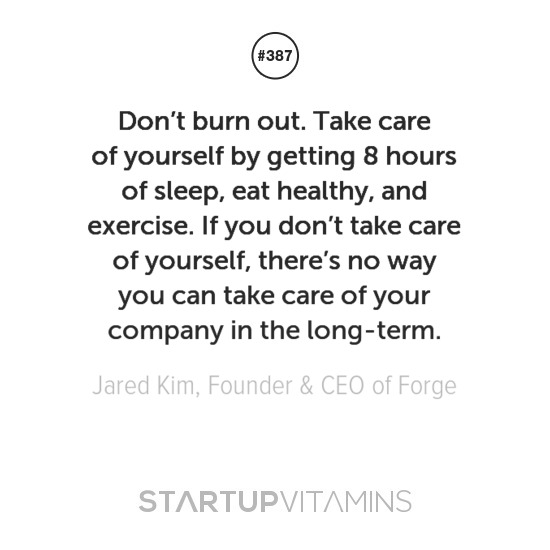 #387
Don’t burn out. Take care
of yourself by getting 8 hours
of sleep, eat healthy, and
exercise. If you don’t take care
of yourself, there’s no way
you can take care of your
company in the long-term.
Jared Kim, Founder & CEO of Forge
STARTUPVITAMINS